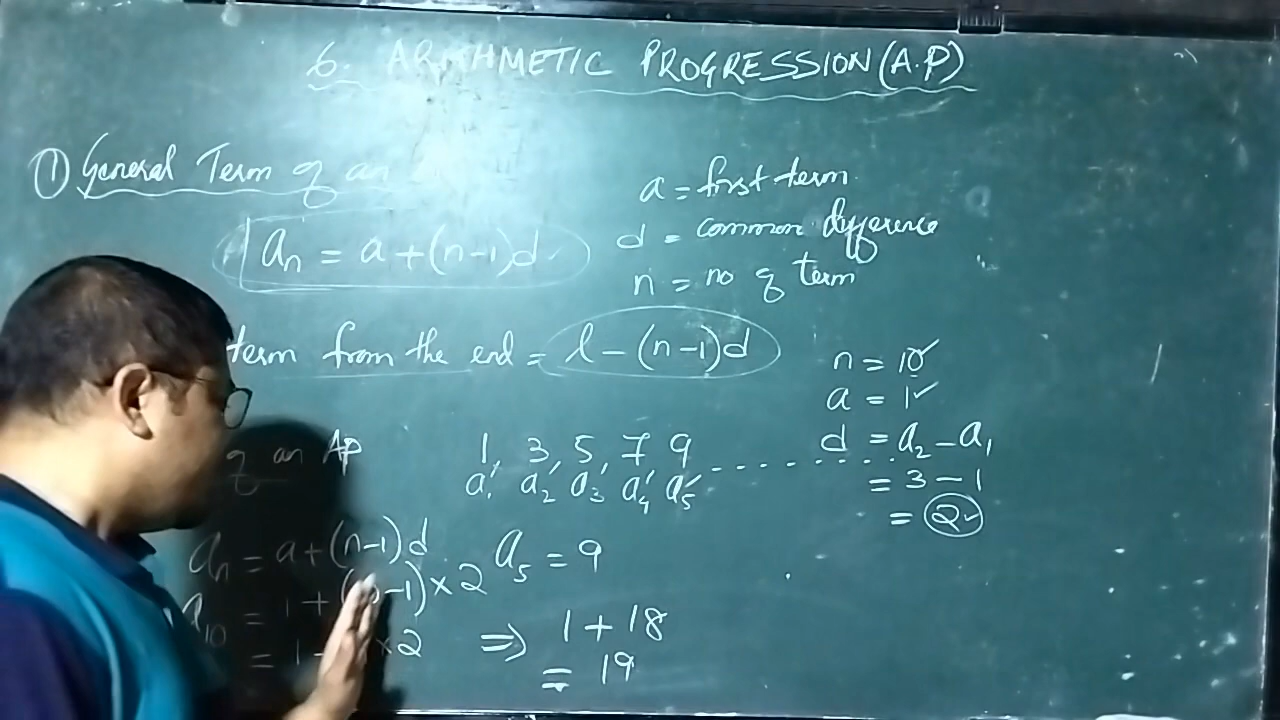 6. ARITHMETIC PROGRESSION (A.P)
① General Term of an
aₙ = a + (n-1)d
a = first term
d = common difference
n = no of term
term from the end = l - (n-1)d
n = 10
a = 1
d = a₂ - a₁
= 3 - 1
= 2
of an AP
1, 3, 5, 7, 9 ..........
a₁ a₂ a₃ a₄ a₅
aₙ = a + (n-1)d
a₅ = 9
a₁₀ = 1 + -1) × 2
= 1 × 2
⇒ 1 + 18
= 19